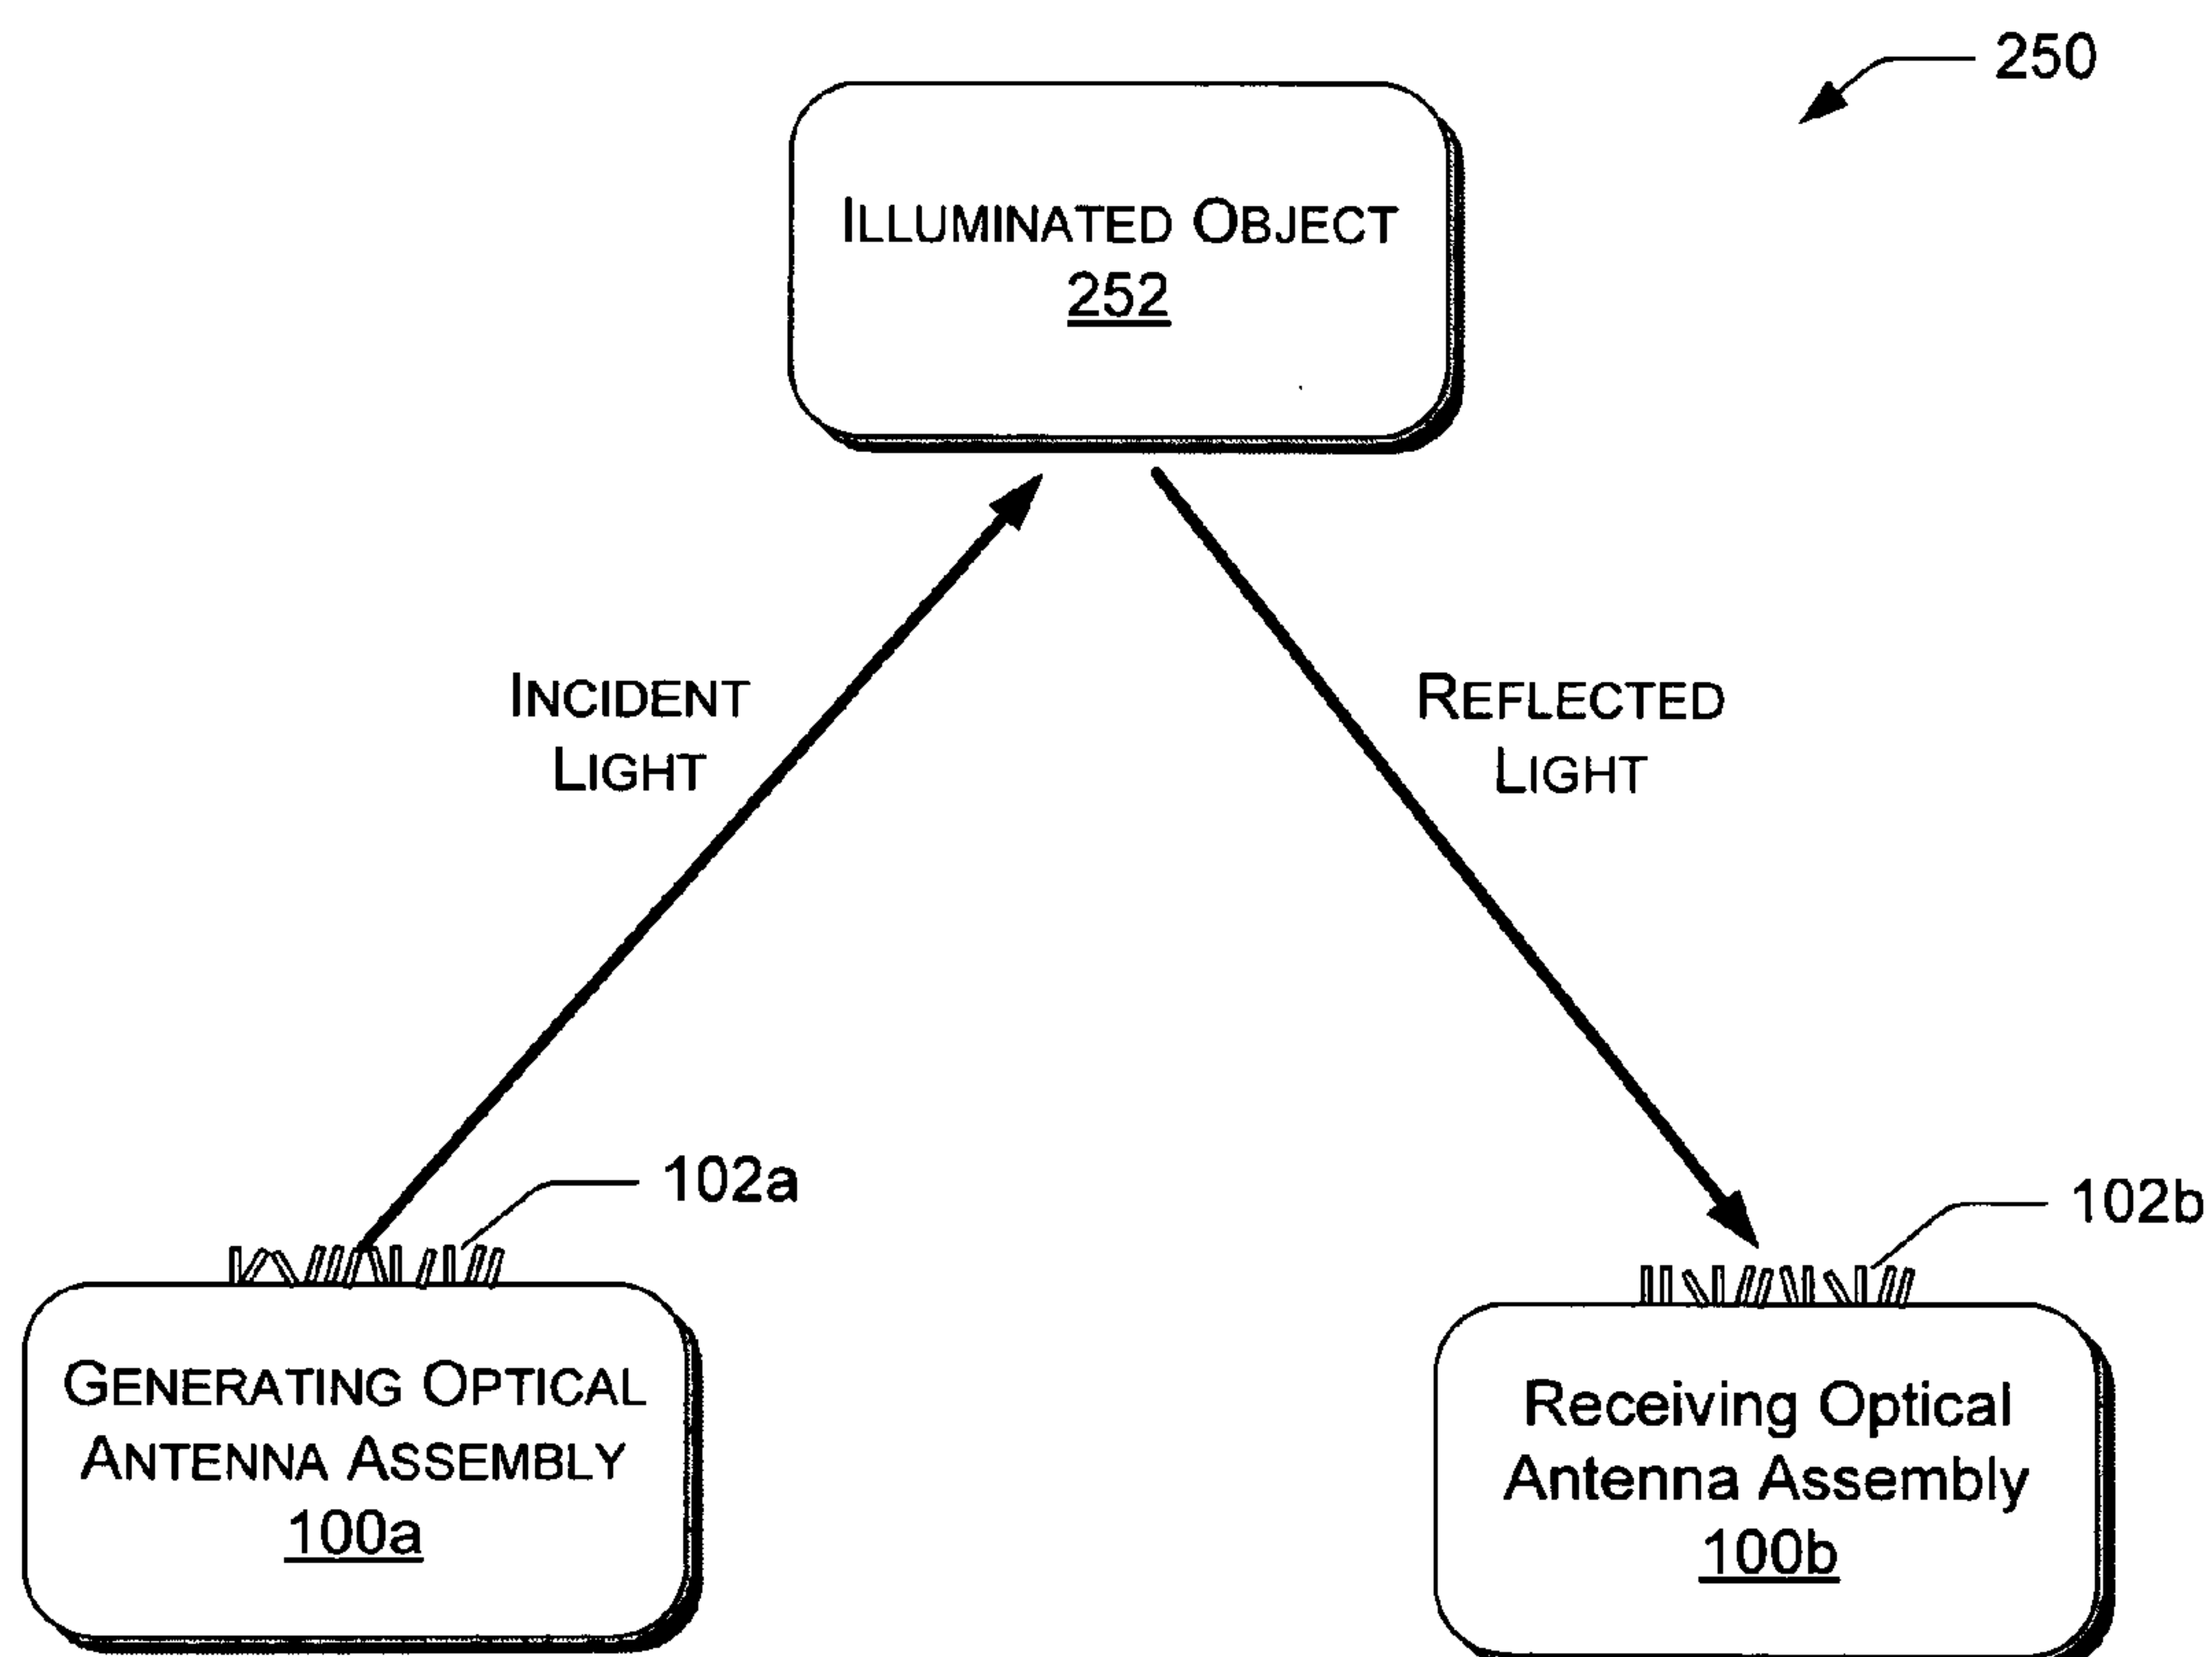 250
ILLUMINATED OBJECT
252
INCIDENT
LIGHT
REFLECTED
LIGHT
102a
102b
GENERATING OPTICAL
ANTENNA ASSEMBLY
100a
Receiving Optical
Antenna Assembly
100b